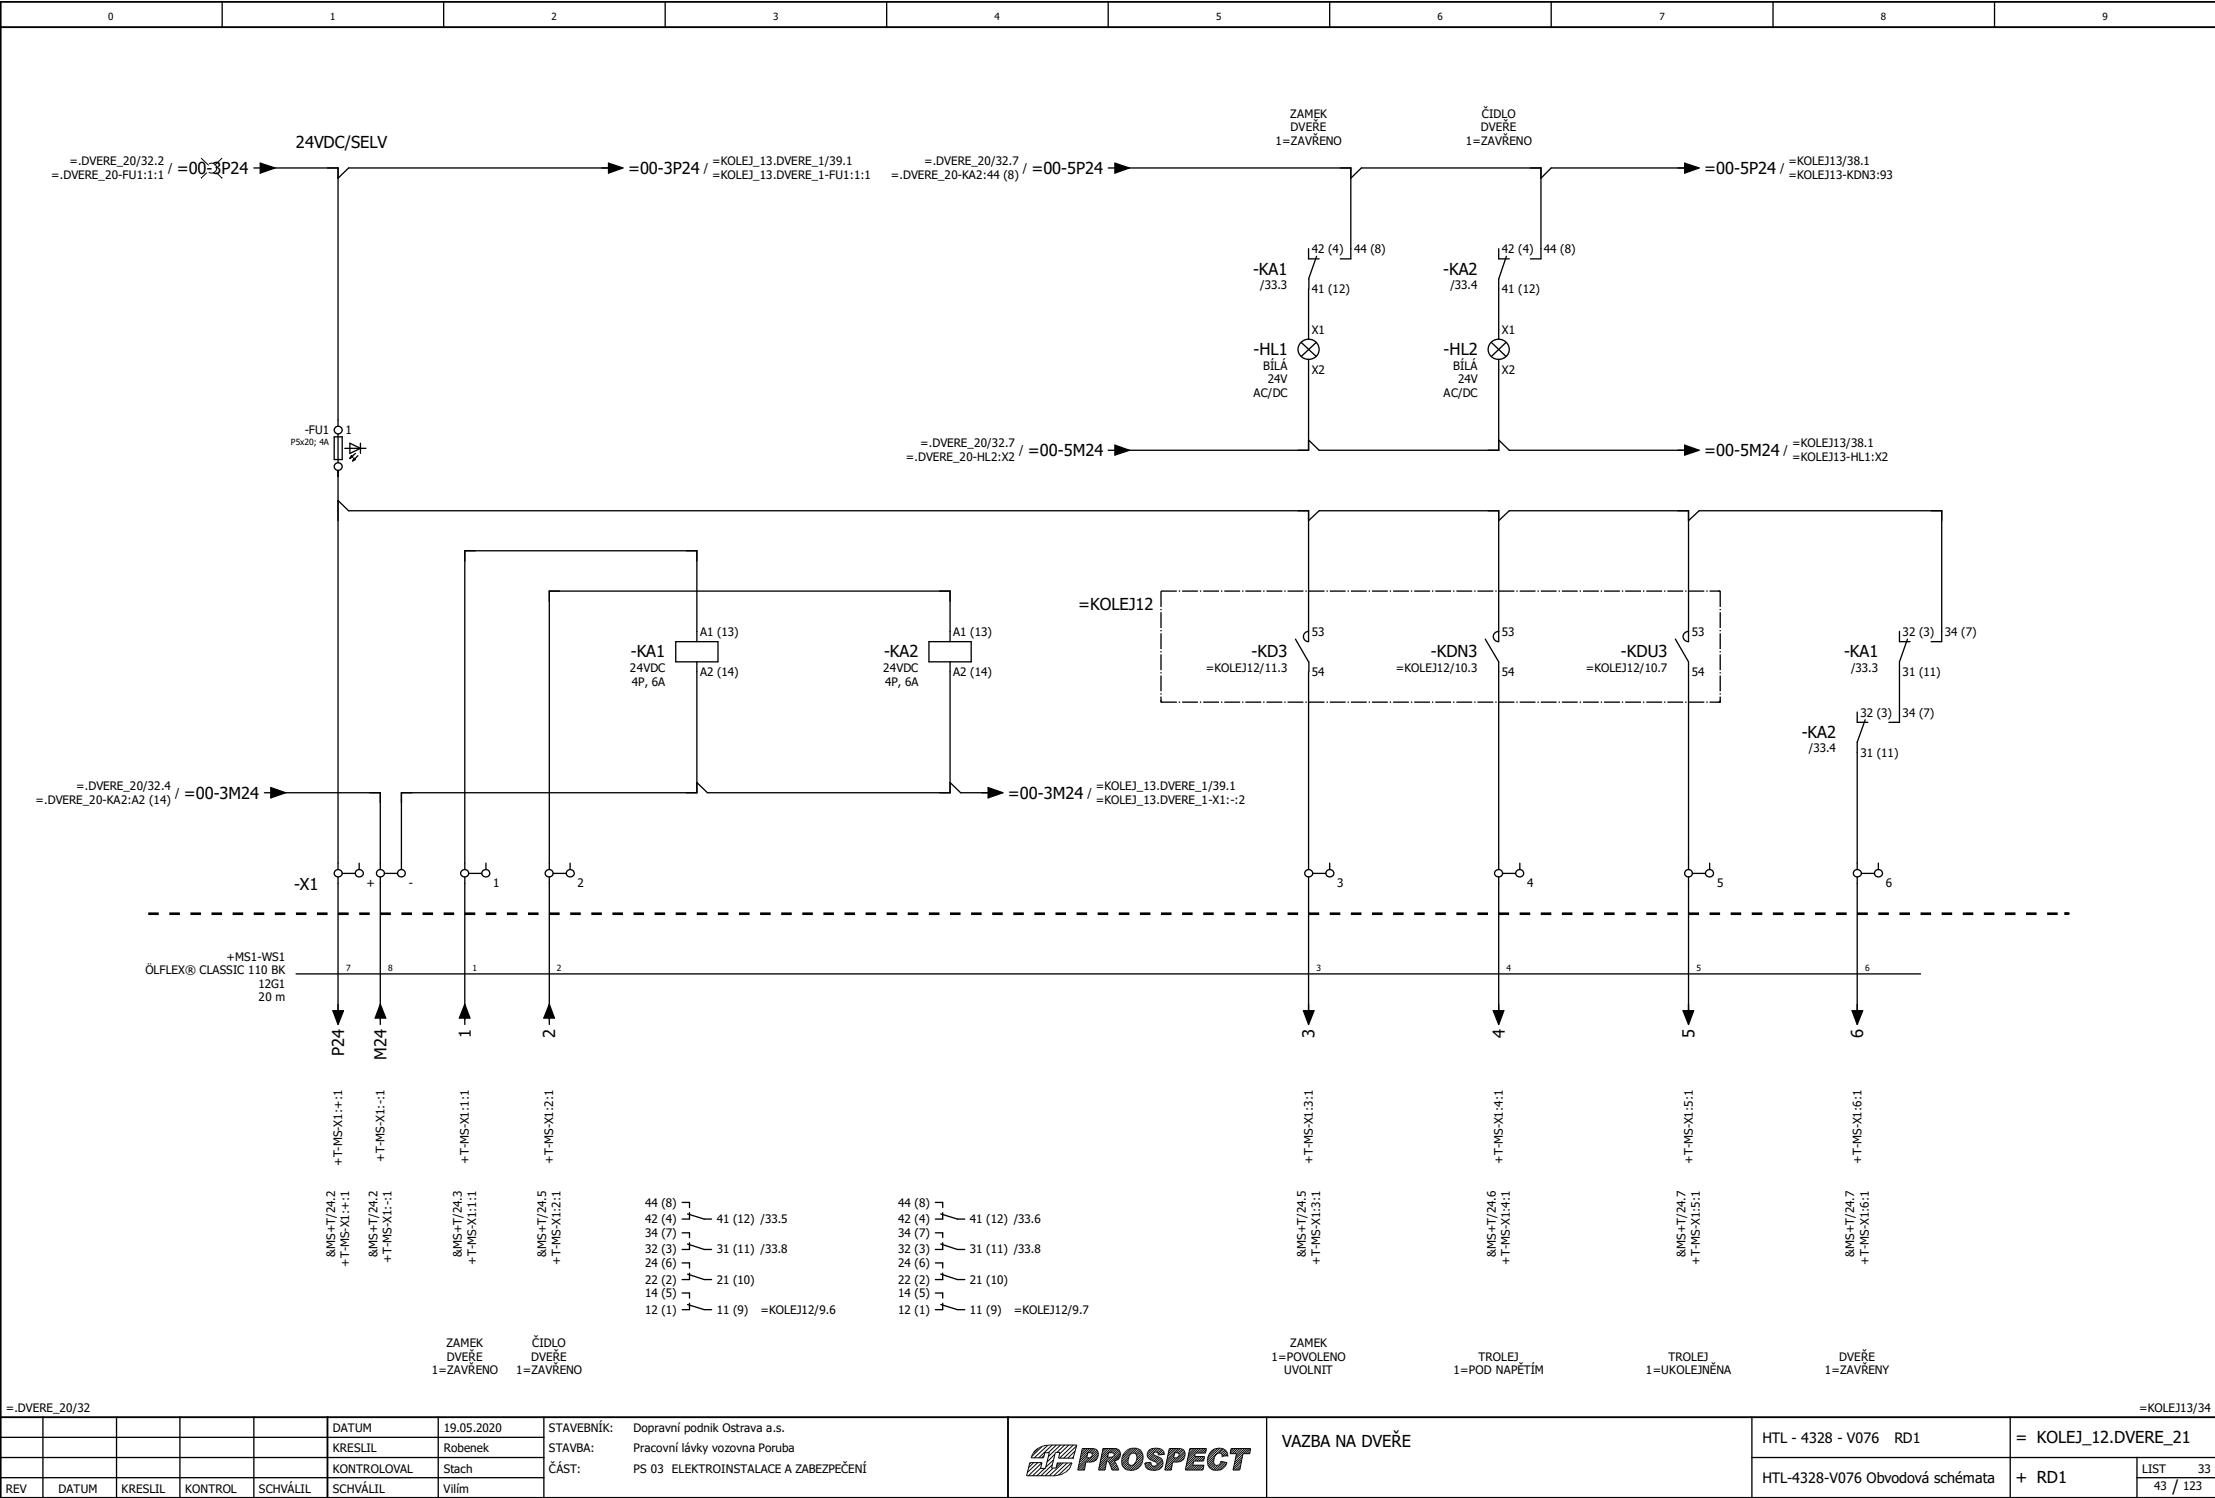 0 1 2 3 4 5 6 7 8 9
ZAMEK
DVEŘE
1=ZAVŘENO
ČIDLO
DVEŘE
1=ZAVŘENO
24VDC/SELV
=.DVERE_20/32.2
=.DVERE_20-FU1:1:1 / =00-3P24
=00-3P24 / =KOLEJ_13.DVERE_1/39.1
=KOLEJ_13.DVERE_1-FU1:1:1
=.DVERE_20/32.7
=.DVERE_20-KA2:44 (8) / =00-5P24
=00-5P24 / =KOLEJ13/38.1
=KOLEJ13-KDN3:93
42 (4) 44 (8)
-KA1
/33.3
41 (12)
42 (4) 44 (8)
-KA2
/33.4
41 (12)
X1
-HL1
BÍLÁ
24V
AC/DC
X2
X1
-HL2
BÍLÁ
24V
AC/DC
X2
-FU1 1
P5x20; 4A
=.DVERE_20/32.7
=.DVERE_20-HL2:X2 / =00-5M24
=00-5M24 / =KOLEJ13/38.1
=KOLEJ13-HL1:X2
A1 (13)
-KA1
24VDC
4P, 6A
A2 (14)
A1 (13)
-KA2
24VDC
4P, 6A
A2 (14)
=KOLEJ12
53
-KD3
=KOLEJ12/11.3
54
53
-KDN3
=KOLEJ12/10.3
54
53
-KDU3
=KOLEJ12/10.7
54
32 (3) 34 (7)
-KA1
/33.3
31 (11)
32 (3) 34 (7)
-KA2
/33.4
31 (11)
=.DVERE_20/32.4
=.DVERE_20-KA2:A2 (14) / =00-3M24
=00-3M24 / =KOLEJ_13.DVERE_1/39.1
=KOLEJ_13.DVERE_1-X1:-:2
-X1 + - 1 2 3 4 5 6
+MS1-WS1
ÖLFLEX® CLASSIC 110 BK
12G1
20 m
7 8 1 2 3 4 5 6
P24 M24 1 2 3 4 5 6
+T-MS-X1:+:1
+T-MS-X1:-:1
+T-MS-X1:1:1
+T-MS-X1:2:1
+T-MS-X1:3:1
+T-MS-X1:4:1
+T-MS-X1:5:1
+T-MS-X1:6:1
&MS+T/24.2
+T-MS-X1:+:1
&MS+T/24.2
+T-MS-X1:-:1
&MS+T/24.3
+T-MS-X1:1:1
&MS+T/24.5
+T-MS-X1:2:1
44 (8)
42 (4) 41 (12) /33.5
34 (7)
32 (3) 31 (11) /33.8
24 (6)
22 (2) 21 (10)
14 (5)
12 (1) 11 (9) =KOLEJ12/9.6
44 (8)
42 (4) 41 (12) /33.6
34 (7)
32 (3) 31 (11) /33.8
24 (6)
22 (2) 21 (10)
14 (5)
12 (1) 11 (9) =KOLEJ12/9.7
&MS+T/24.5
+T-MS-X1:3:1
&MS+T/24.6
+T-MS-X1:4:1
&MS+T/24.7
+T-MS-X1:5:1
&MS+T/24.7
+T-MS-X1:6:1
ZAMEK
DVEŘE
1=ZAVŘENO
ČIDLO
DVEŘE
1=ZAVŘENO
ZAMEK
1=POVOLENO
UVOLNIT
TROLEJ
1=POD NAPĚTÍM
TROLEJ
1=UKOLEJNĚNA
DVEŘE
1=ZAVŘENY
=.DVERE_20/32
=KOLEJ13/34
DATUM 19.05.2020
KRESLIL Robenek
KONTROLOVAL Stach
REV DATUM KRESLIL KONTROL SCHVÁLIL SCHVÁLIL Vilím
STAVEBNÍK: Dopravní podnik Ostrava a.s.
STAVBA: Pracovní lávky vozovna Poruba
ČÁST: PS 03 ELEKTROINSTALACE A ZABEZPEČENÍ
PROSPECT
VAZBA NA DVEŘE
HTL - 4328 - V076 RD1
HTL-4328-V076 Obvodová schémata
= KOLEJ_12.DVERE_21
+ RD1
LIST 33
43 / 123